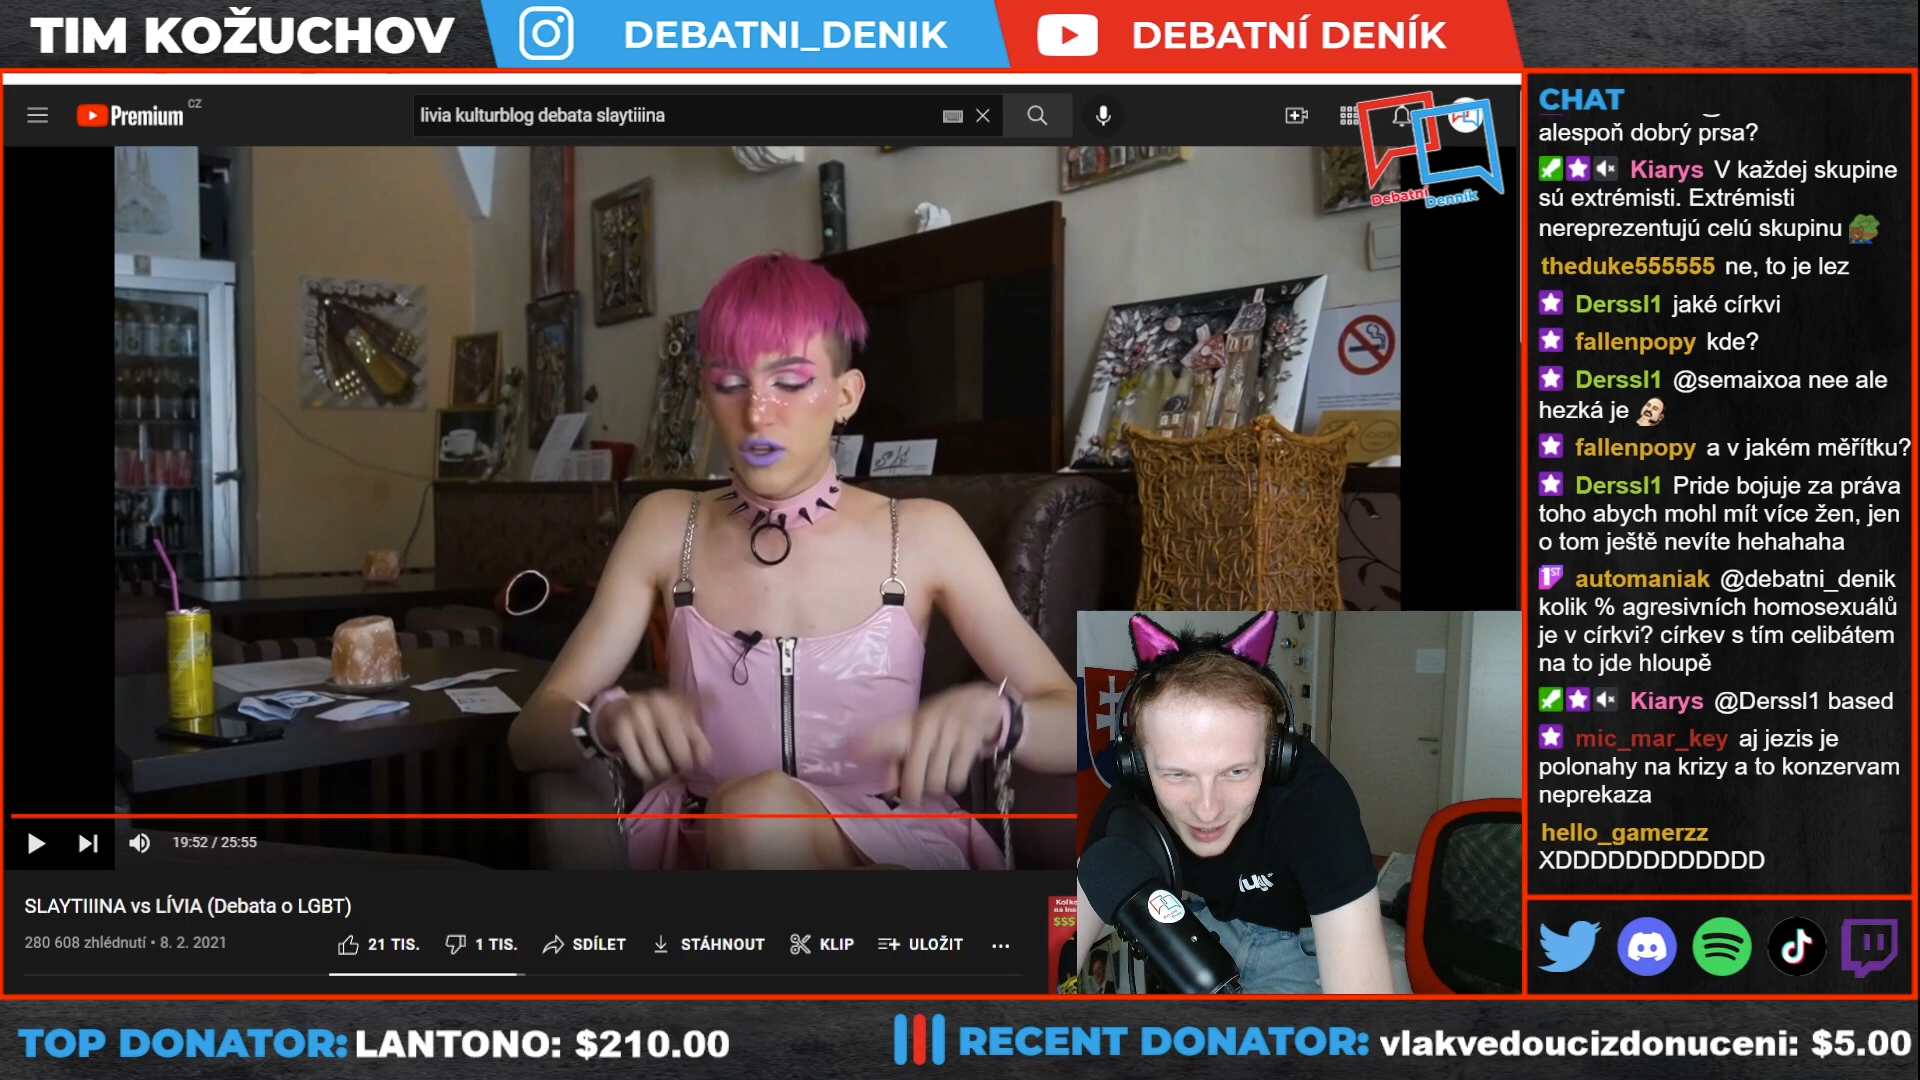 TIM KOŽUCHOV
DEBATNI_DENIK
DEBATNÍ DENÍK
Premium CZ
livia kulturblog debata slaytiiina
Debatní Denník
19:52 / 25:55
SLAYTIIINA vs LÍVIA (Debata o LGBT)
280 608 zhlédnutí • 8. 2. 2021
21 TIS.
1 TIS.
SDÍLET
STÁHNOUT
KLIP
ULOŽIT
$$$
CHAT
alespoň dobrý prsa?
Kiarys V každej skupine
sú extrémisti. Extrémisti
nereprezentujú celú skupinu
theduke555555 ne, to je lez
Derssl1 jaké církvi
fallenpopy kde?
Derssl1 @semaixoa nee ale
hezká je
fallenpopy a v jakém měřítku?
Derssl1 Pride bojuje za práva
toho abych mohl mít více žen, jen
o tom ještě nevíte hehahaha
1ST automaniak @debatni_denik
kolik % agresivních homosexuálů
je v církvi? církev s tím celibátem
na to jde hloupě
Kiarys @Derssl1 based
mic_mar_key aj jezis je
polonahy na krizy a to konzervam
neprekaza
hello_gamerzz
XDDDDDDDDDDDD
TOP DONATOR: LANTONO: $210.00
RECENT DONATOR: vlakvedoucizdonuceni: $5.00